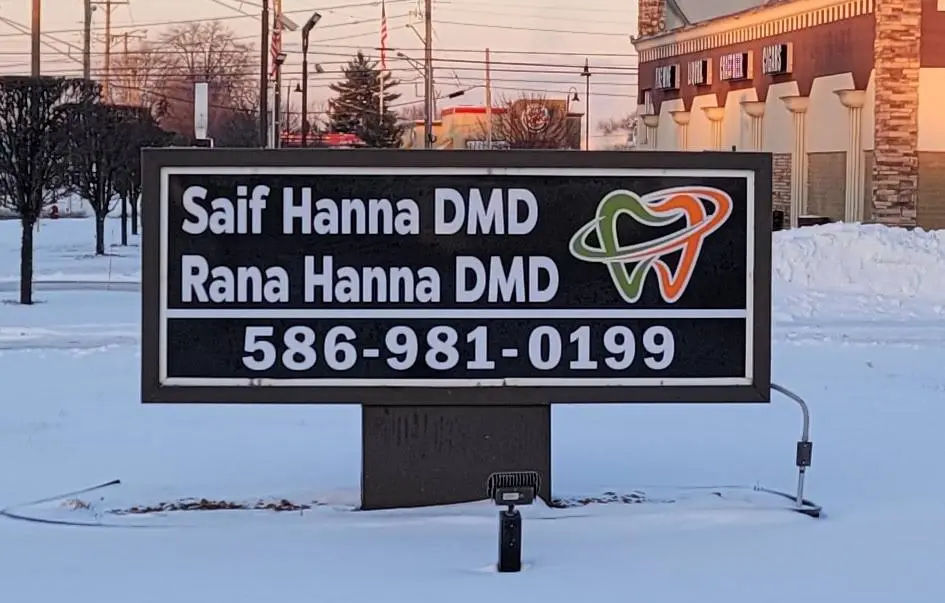 Saif Hanna DMD
Rana Hanna DMD
586-981-0199